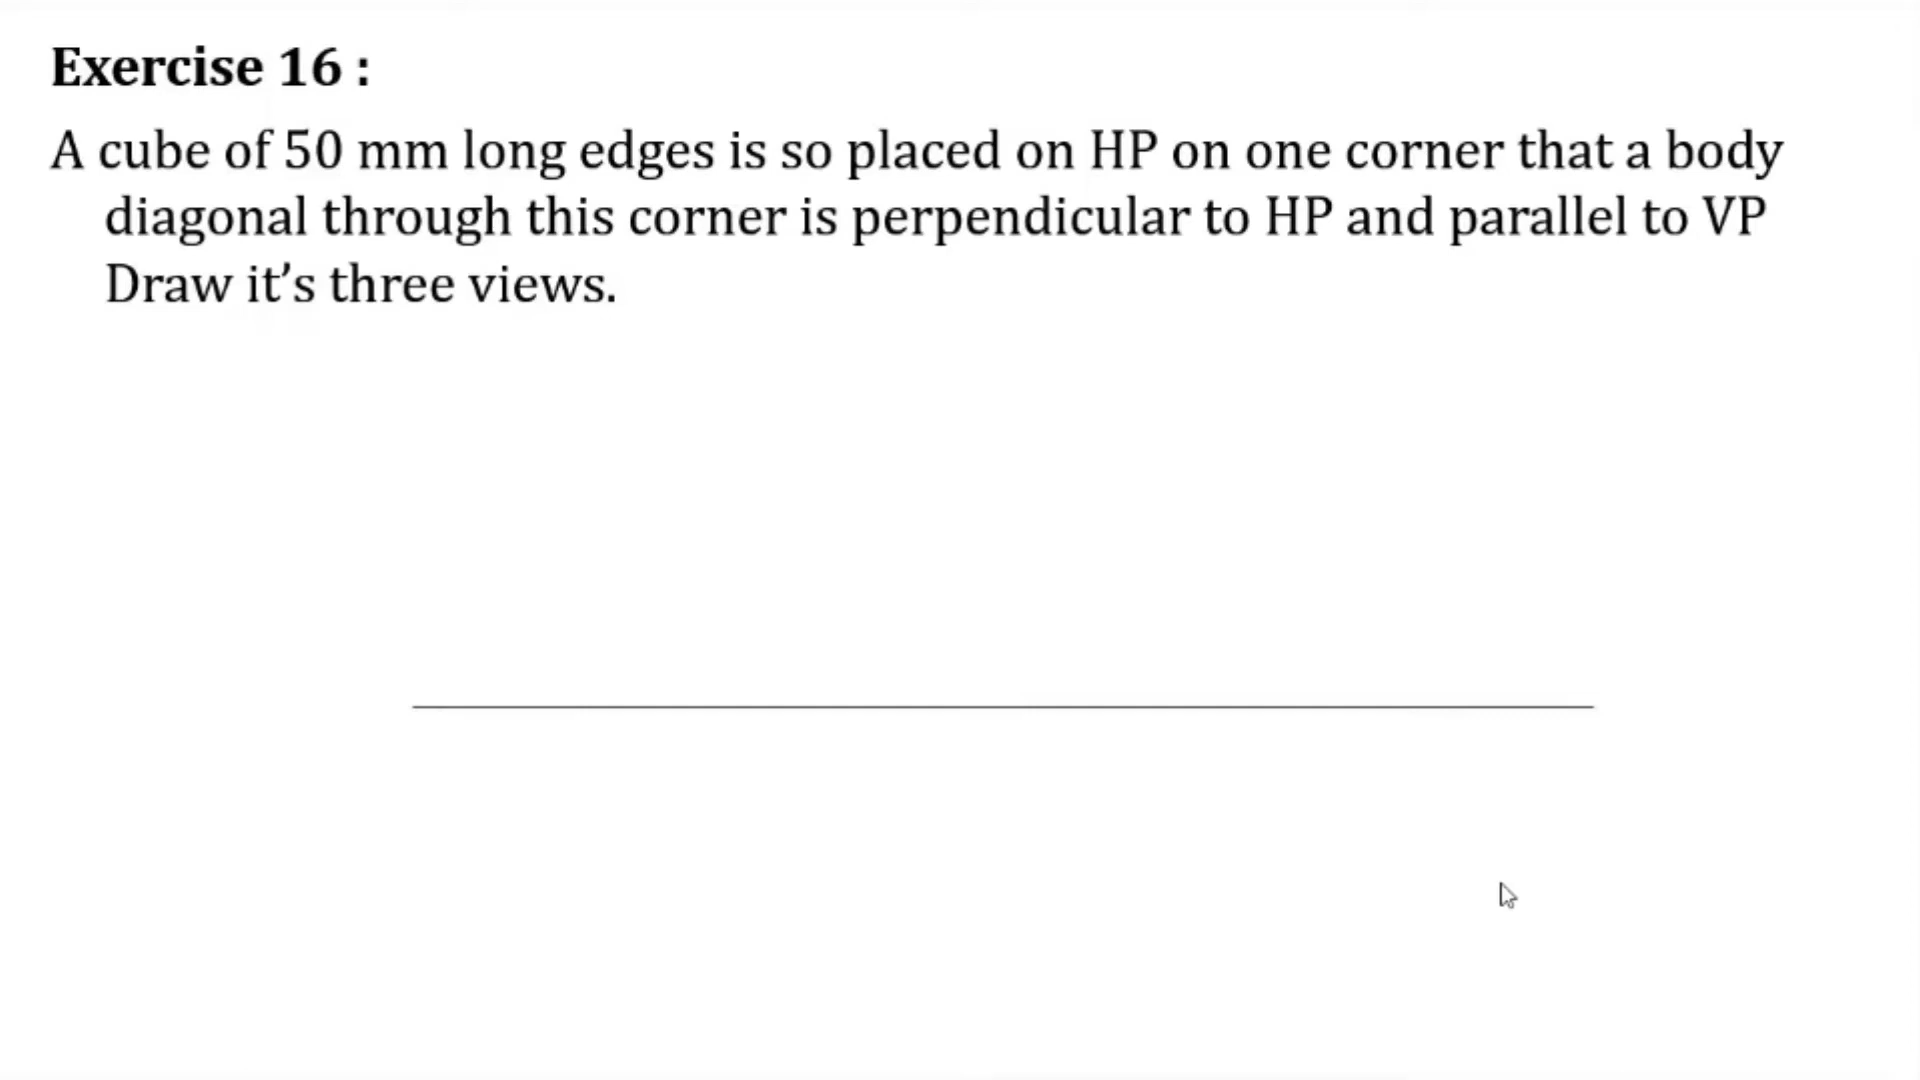 Exercise 16 :
A cube of 50 mm long edges is so placed on HP on one corner that a body
diagonal through this corner is perpendicular to HP and parallel to VP
Draw it’s three views.